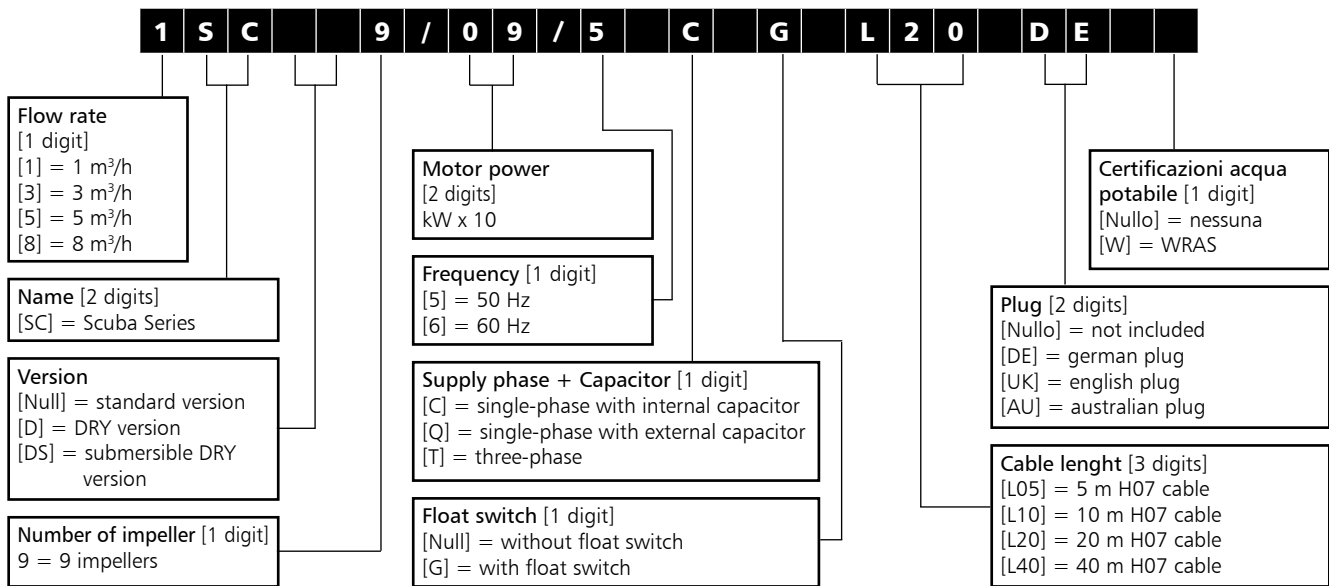 1 S C 9 / 0 9 / 5 C G L 2 0 D E
Flow rate
[1 digit]
[1] = 1 m³/h
[3] = 3 m³/h
[5] = 5 m³/h
[8] = 8 m³/h
Name [2 digits]
[SC] = Scuba Series
Version
[Null] = standard version
[D] = DRY version
[DS] = submersible DRY
version
Number of impeller [1 digit]
9 = 9 impellers
Motor power
[2 digits]
kW x 10
Frequency [1 digit]
[5] = 50 Hz
[6] = 60 Hz
Supply phase + Capacitor [1 digit]
[C] = single-phase with internal capacitor
[Q] = single-phase with external capacitor
[T] = three-phase
Float switch [1 digit]
[Null] = without float switch
[G] = with float switch
Certificazioni acqua
potabile [1 digit]
[Nullo] = nessuna
[W] = WRAS
Plug [2 digits]
[Nullo] = not included
[DE] = german plug
[UK] = english plug
[AU] = australian plug
Cable lenght [3 digits]
[L05] = 5 m H07 cable
[L10] = 10 m H07 cable
[L20] = 20 m H07 cable
[L40] = 40 m H07 cable